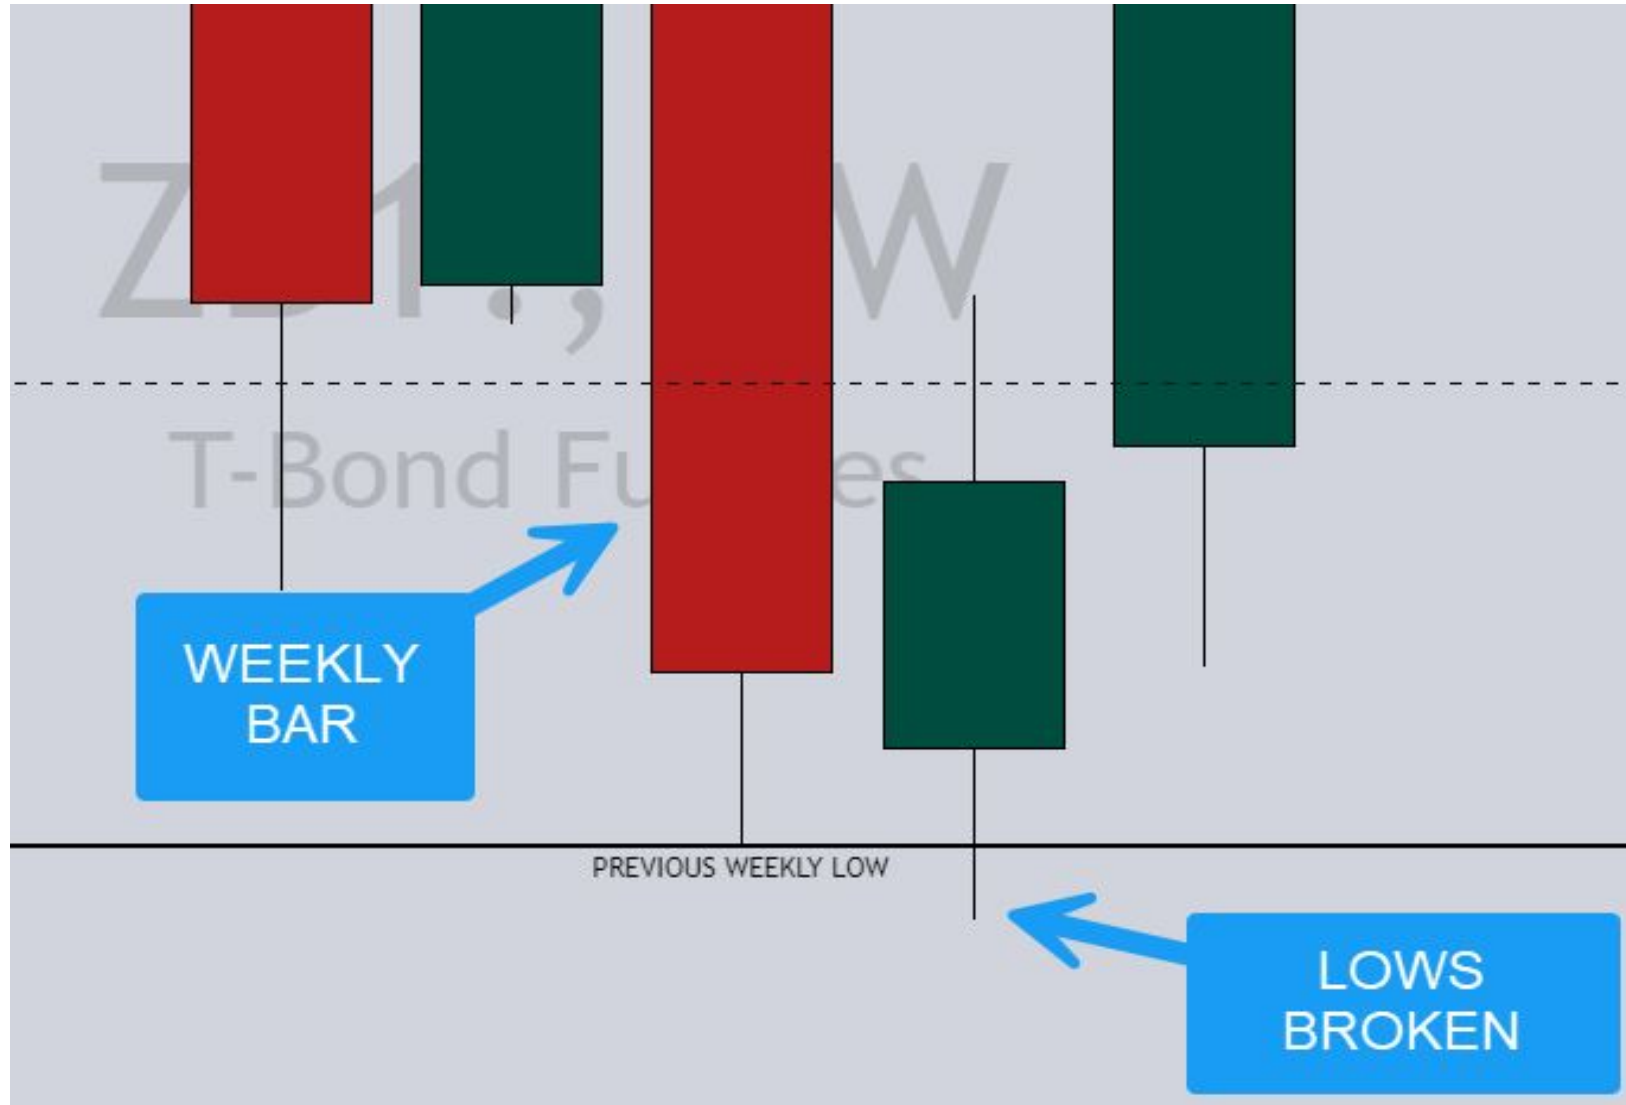 T-Bond Fu es
WEEKLY
BAR
PREVIOUS WEEKLY LOW
LOWS
BROKEN